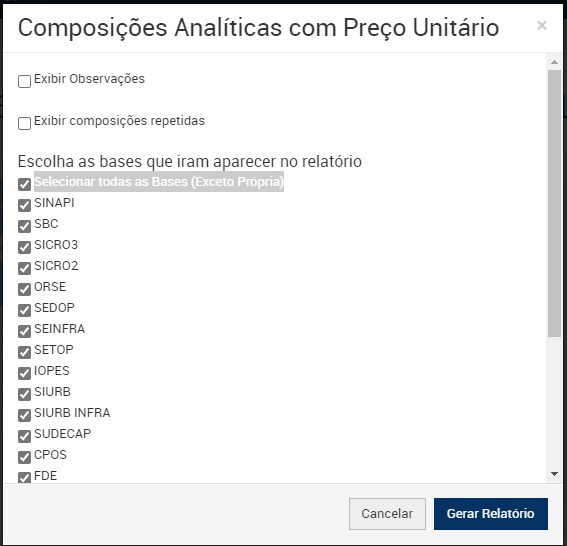 Composições Analíticas com Preço Unitário
×
Exibir Observações
Exibir composições repetidas
Escolha as bases que iram aparecer no relatório
Selecionar todas as Bases (Exceto Própria)
SINAPI
SBC
SICRO3
SICRO2
ORSE
SEDOP
SEINFRA
SETOP
IOPES
SIURB
SIURB INFRA
SUDECAP
CPOS
FDE
Cancelar
Gerar Relatório